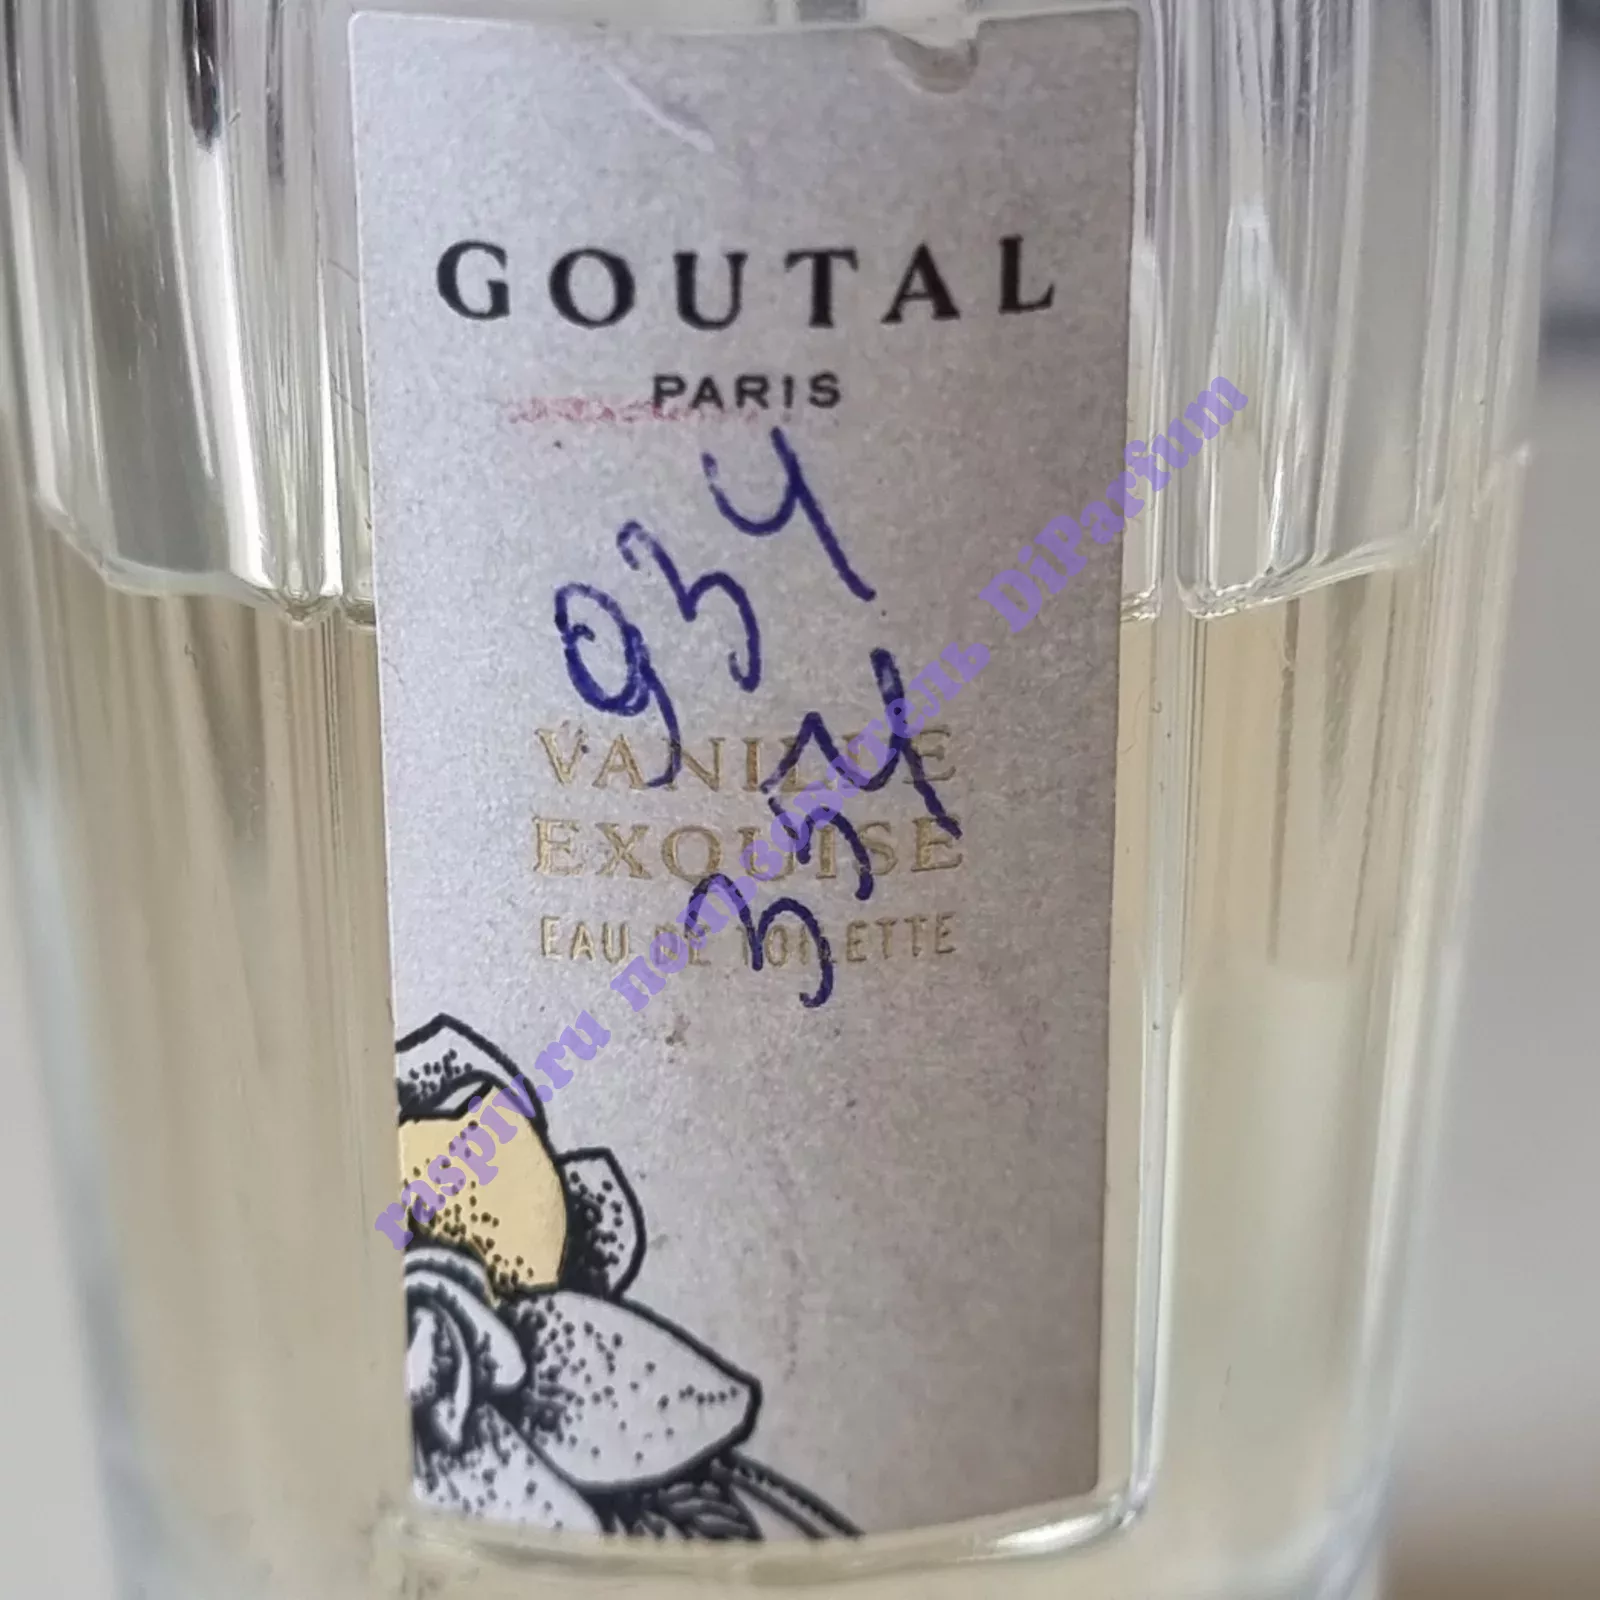 GOUTAL
PARIS
934
VANILLE
EXQUISE
334
EAU DE TOILETTE
raspiv.ru пользователь DiParfum